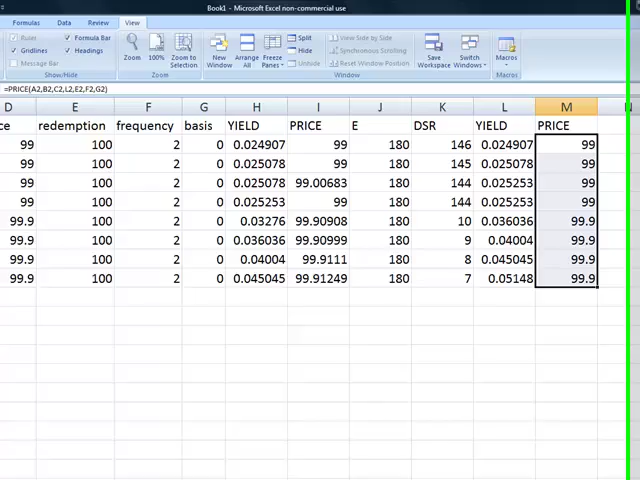 Book1 - Microsoft Excel non-commercial use
Formulas Data Review View
Ruler Formula Bar
Gridlines Headings
Message Bar
Show/Hide
Zoom 100% Zoom to Selection
Zoom
New Window Arrange All Freeze Panes
Split
Hide
Unhide
View Side by Side
Synchronous Scrolling
Reset Window Position
Window
Save Workspace Switch Windows
Macros
Macros
=PRICE(A2,B2,C2,L2,E2,F2,G2)
D E F G H I J K L M N
ce redemption frequency basis YIELD PRICE E DSR YIELD PRICE
99 100 2 0 0.024907 99 180 146 0.024907 99
99 100 2 0 0.025078 99 180 145 0.025078 99
99 100 2 0 0.025078 99.00683 180 144 0.025253 99
99 100 2 0 0.025253 99 180 144 0.025253 99
99.9 100 2 0 0.03276 99.90908 180 10 0.036036 99.9
99.9 100 2 0 0.036036 99.90999 180 9 0.04004 99.9
99.9 100 2 0 0.04004 99.9111 180 8 0.045045 99.9
99.9 100 2 0 0.045045 99.91249 180 7 0.05148 99.9